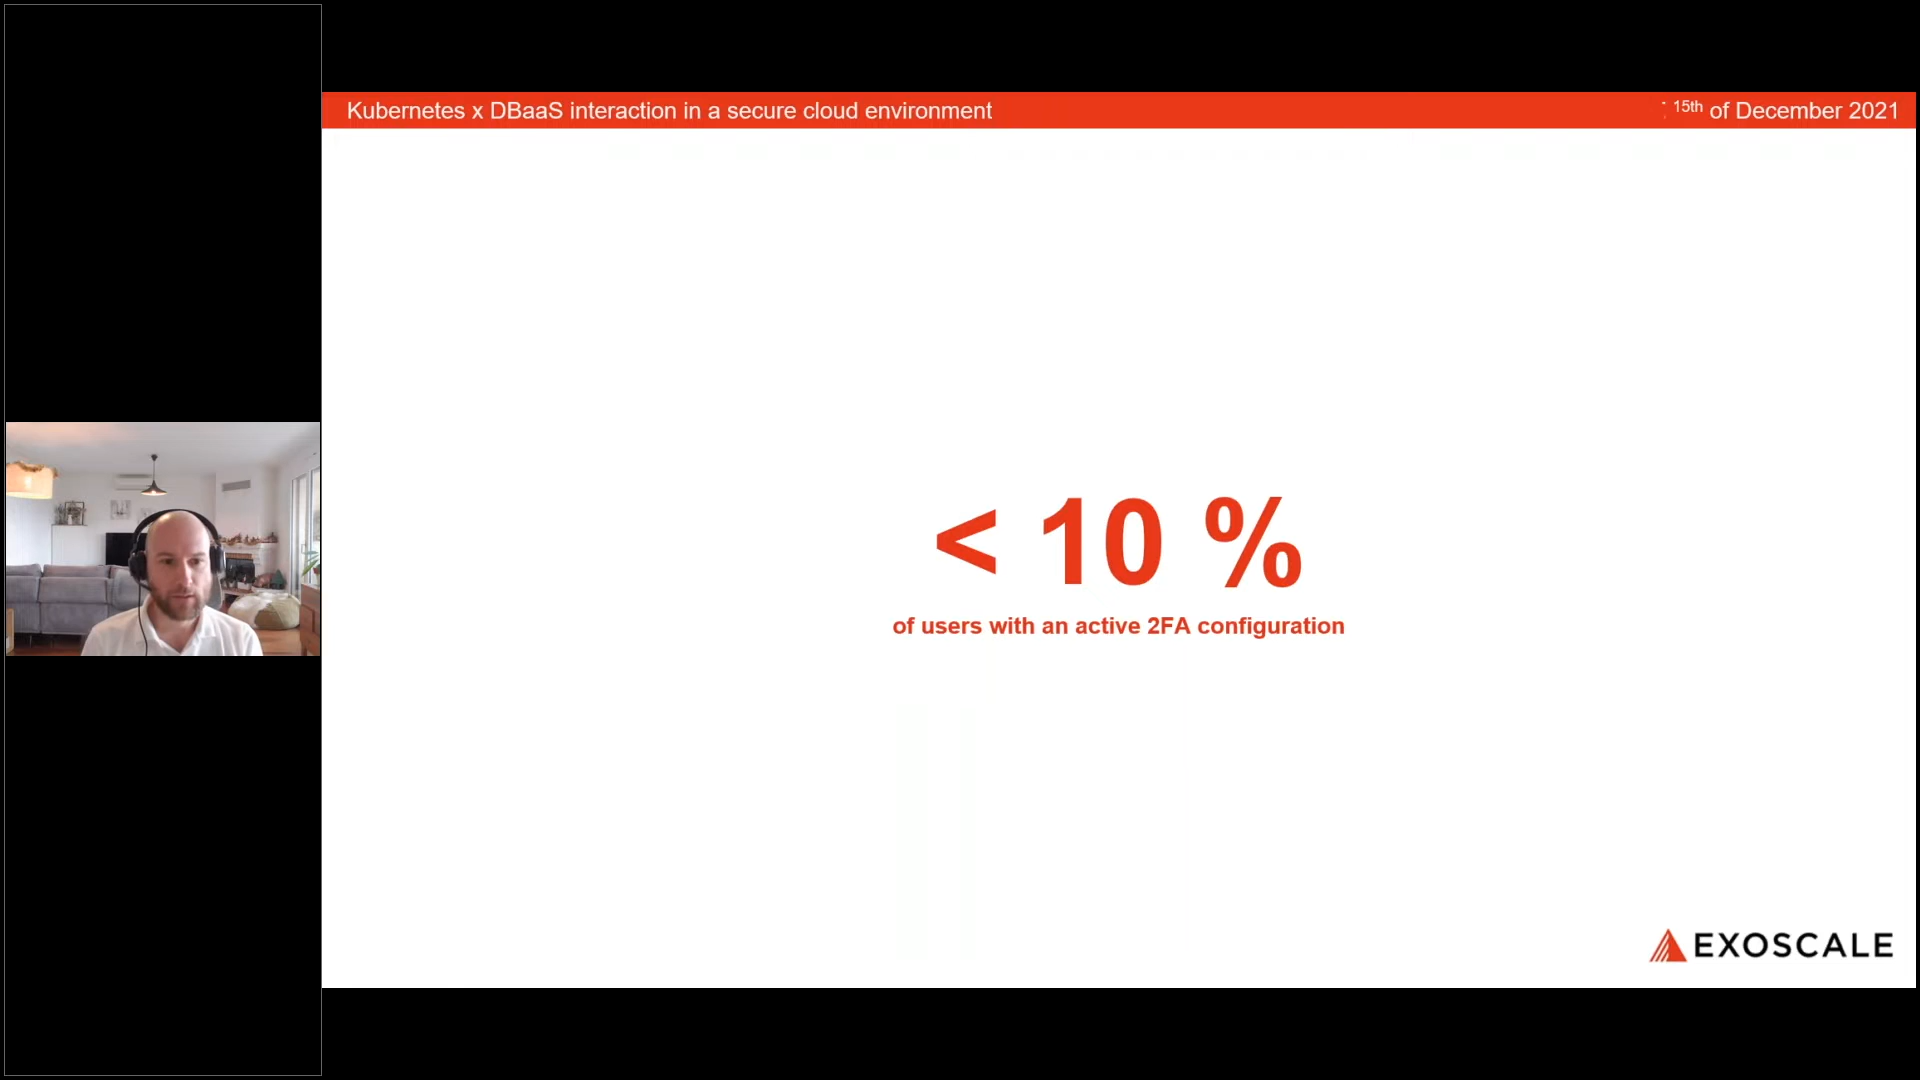 Kubernetes x DBaaS interaction in a secure cloud environment
15th of December 2021
< 10 %
of users with an active 2FA configuration
EXOSCALE